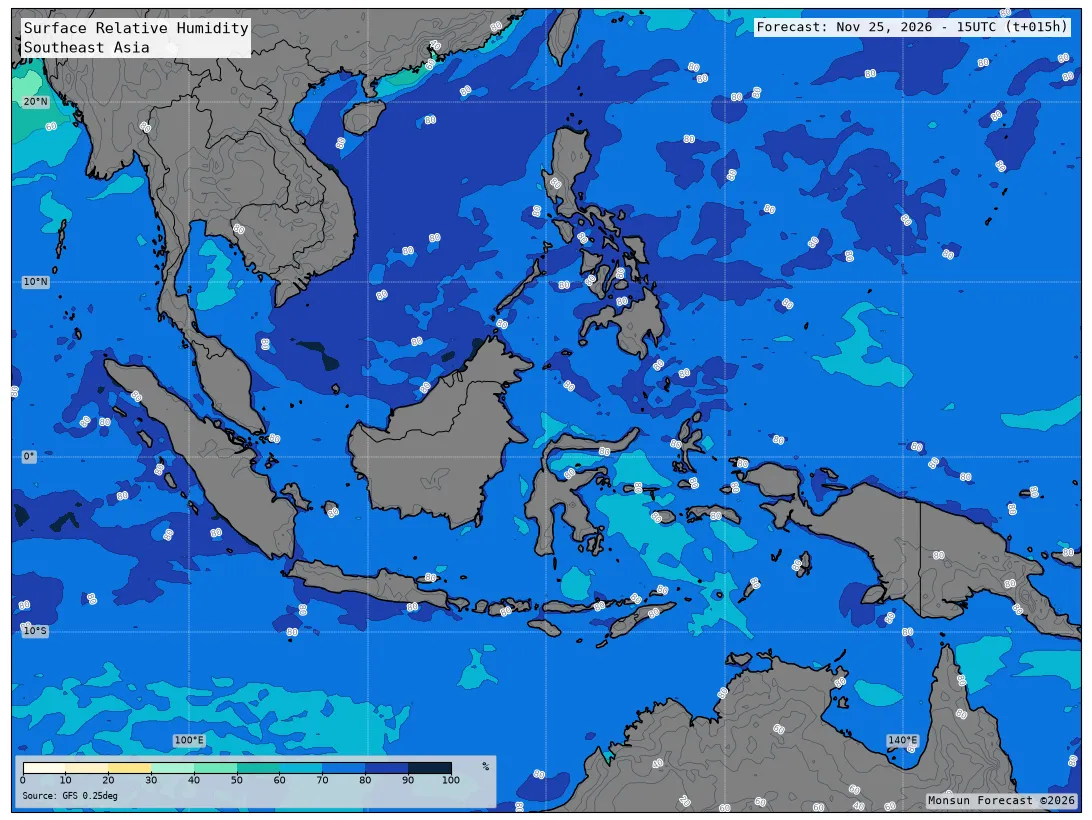 Surface Relative Humidity
Southeast Asia
Forecast: Nov 25, 2026 - 15UTC (t+015h)
20°N
10°N
0°
10°S
100°E
140°E
%
0 10 20 30 40 50 60 70 80 90 100
Source: GFS 0.25deg
Monsun Forecast ©2026